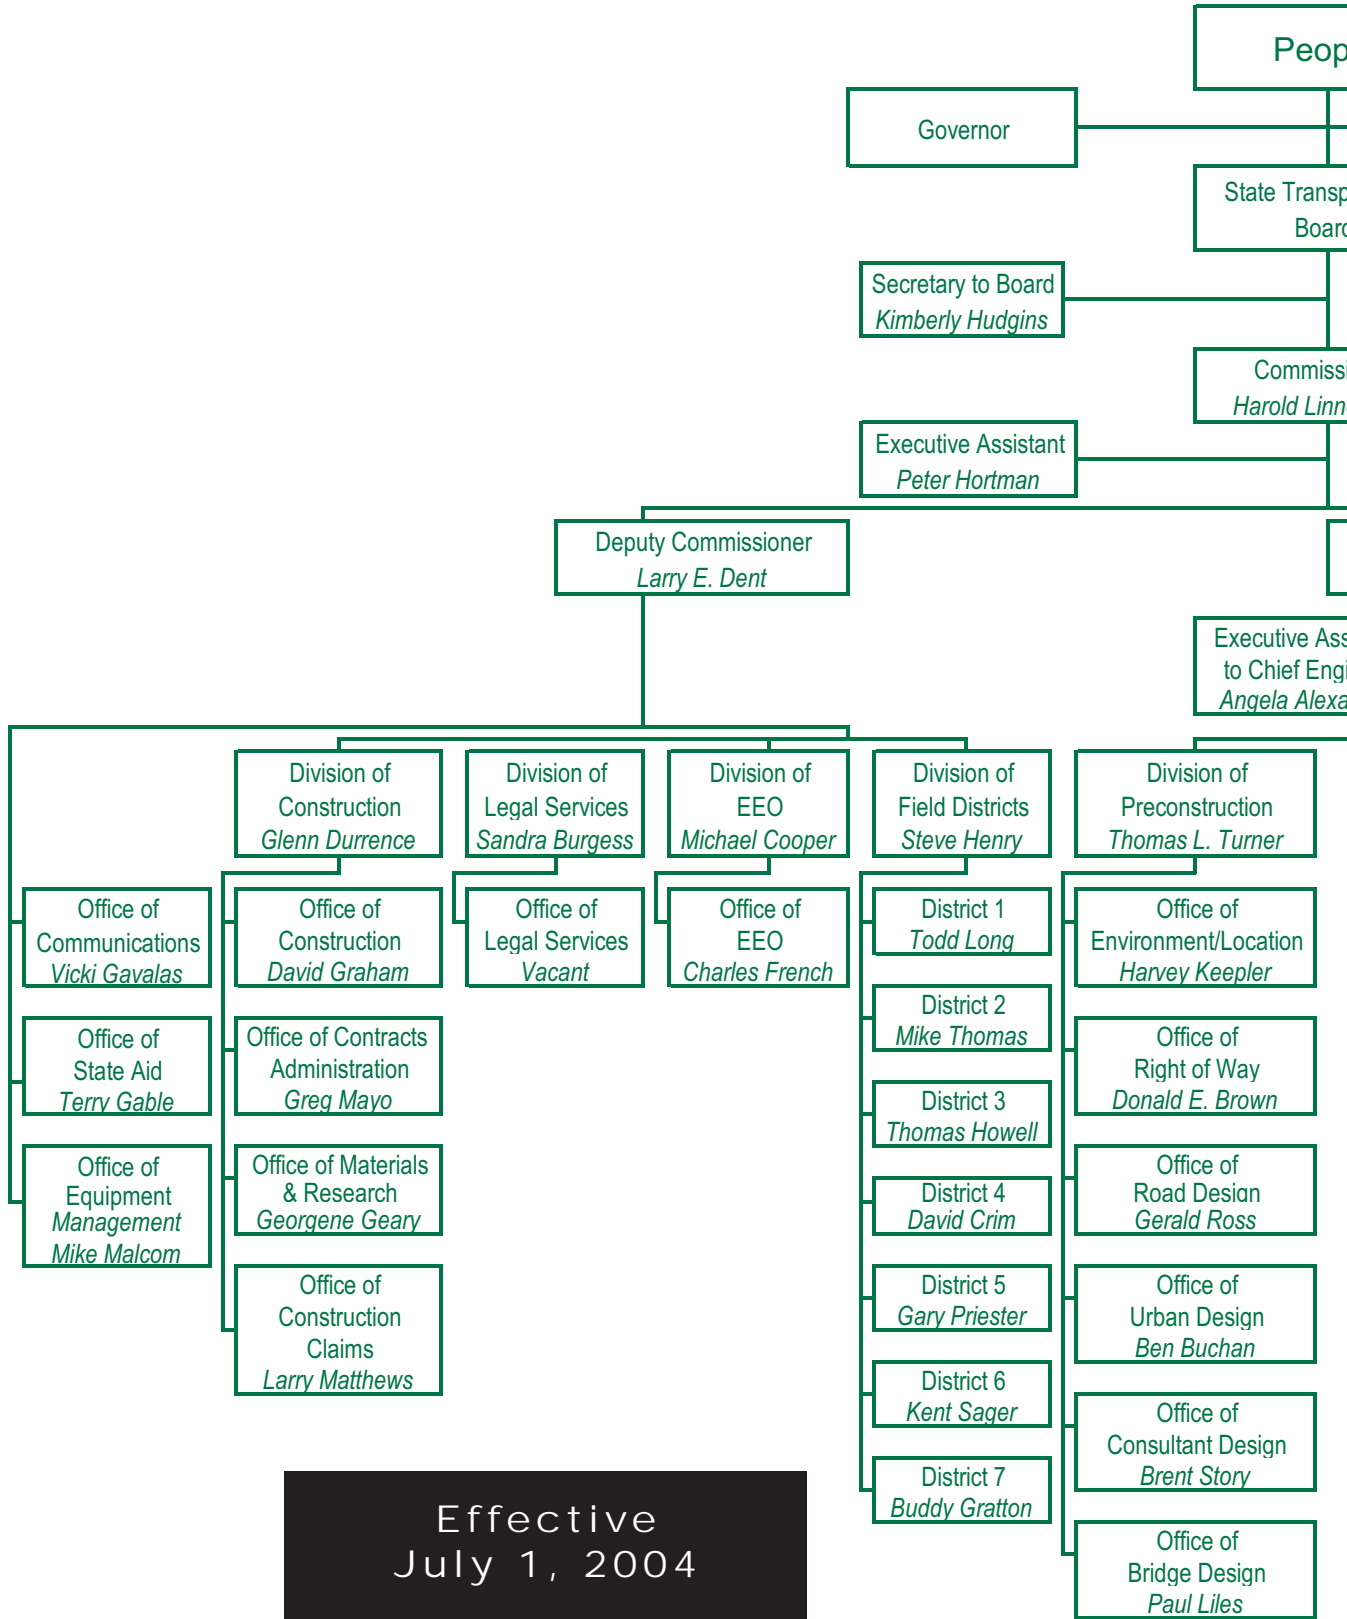 Governor
State
Board
Secretary to Board
Kimberly Hudgins
Harold
Executive Assistant
Peter Hortman
Deputy Commissioner
Larry E. Dent
Executive
to Chief
Angela
Division of
Construction
Glenn Durrence
Division of
Legal Services
Sandra Burgess
Division of
EEO
Michael Cooper
Division of
Field Districts
Steve Henry
Division of
Preconstruction
Thomas L. Turner
Office of
Communications
Vicki Gavalas
Office of
State Aid
Terry Gable
Office of
Equipment
Management
Mike Malcom
Office of
Construction
David Graham
Office of Contracts
Administration
Greg Mayo
Office of Materials
& Research
Georgene Geary
Office of
Construction
Claims
Larry Matthews
Office of
Legal Services
Vacant
Office of
EEO
Charles French
District 1
Todd Long
District 2
Mike Thomas
District 3
Thomas Howell
District 4
David Crim
District 5
Gary Priester
District 6
Kent Sager
District 7
Buddy Gratton
Office of
Environment/Location
Harvey Keepler
Office of
Right of Way
Donald E. Brown
Office of
Road Design
Gerald Ross
Office of
Urban Design
Ben Buchan
Office of
Consultant Design
Brent Story
Office of
Bridge Design
Paul Liles
Effective
July 1, 2004